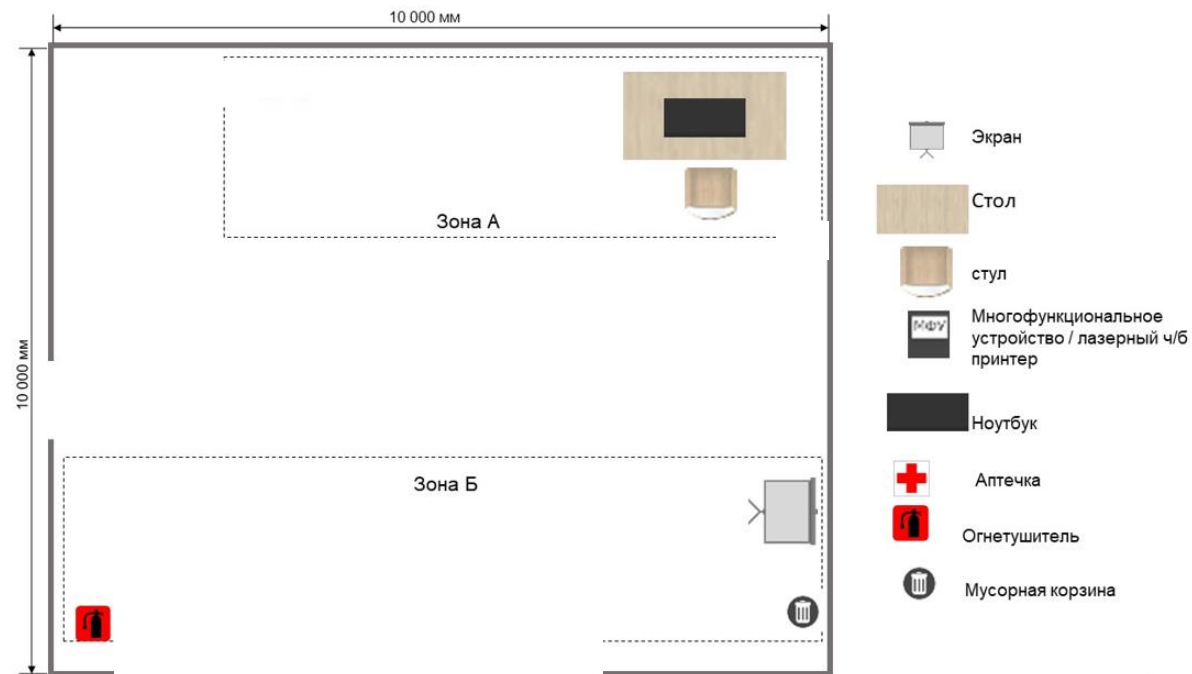 10 000 мм
10 000 мм
Зона А
Зона Б
Экран
Стол
стул
МФУ
Многофункциональное
устройство / лазерный ч/б
принтер
Ноутбук
Аптечка
Огнетушитель
Мусорная корзина